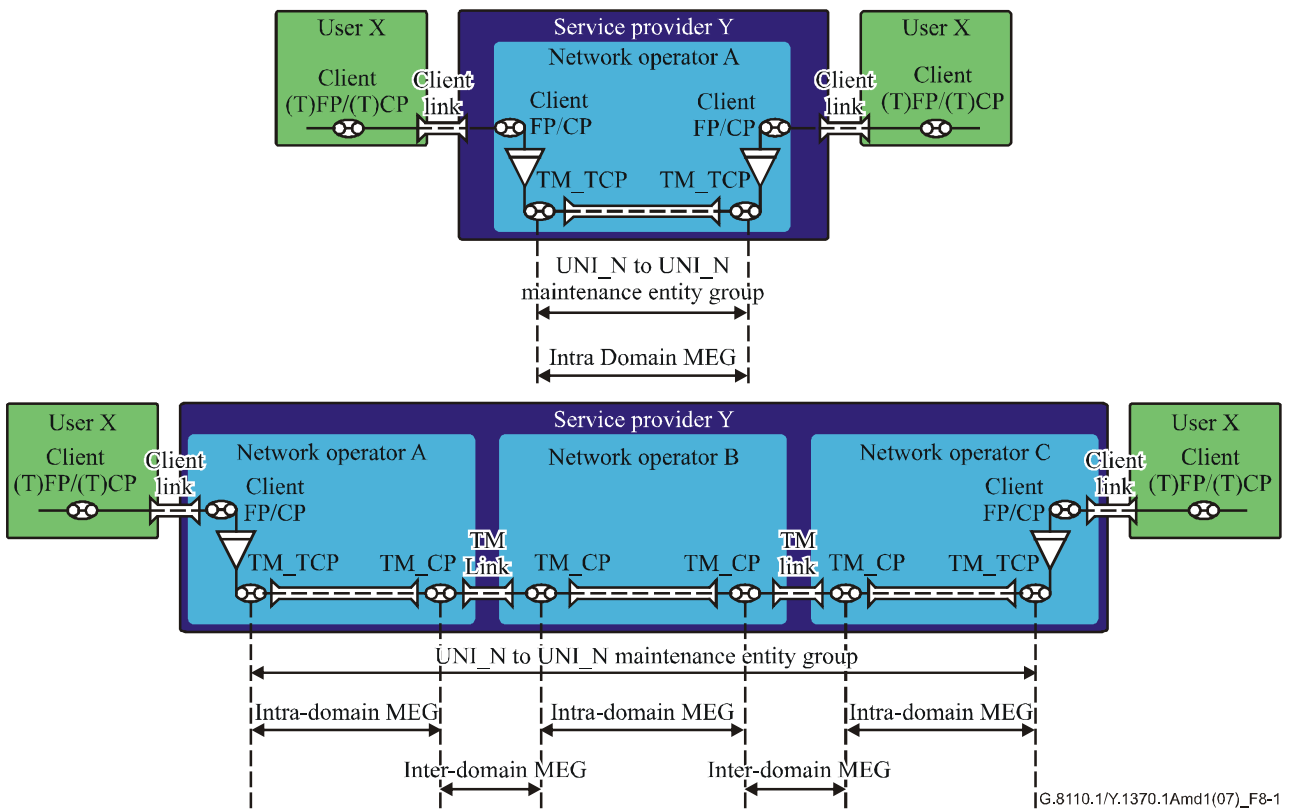 User X
Service provider Y
User X
Network operator A
Client
(T)FP/(T)CP
Client
link
Client
FP/CP
Client
FP/CP
Client
link
Client
(T)FP/(T)CP
TM_TCP
TM_TCP
UNI_N to UNI_N
maintenance entity group
Intra Domain MEG
User X
Service provider Y
User X
Network operator A
Network operator B
Network operator C
Client
(T)FP/(T)CP
Client
link
Client
FP/CP
Client
FP/CP
Client
link
Client
(T)FP/(T)CP
TM_TCP
TM_CP
TM
Link
TM_CP
TM_CP
TM
link
TM_CP
TM_TCP
UNI_N to UNI_N maintenance entity group
Intra-domain MEG
Intra-domain MEG
Intra-domain MEG
Inter-domain MEG
Inter-domain MEG
G.8110.1/Y.1370.1Amd1(07)_F8-1